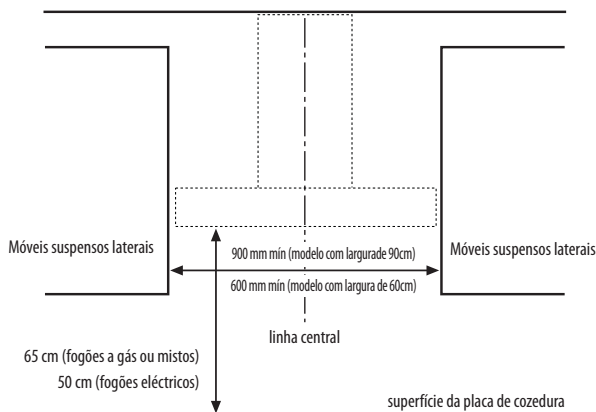 Móveis suspensos laterais
900 mm mín (modelo com largurade 90cm)
Móveis suspensos laterais
600 mm mín (modelo com largura de 60cm)
linha central
65 cm (fogões a gás ou mistos)
50 cm (fogões eléctricos)
superfície da placa de cozedura